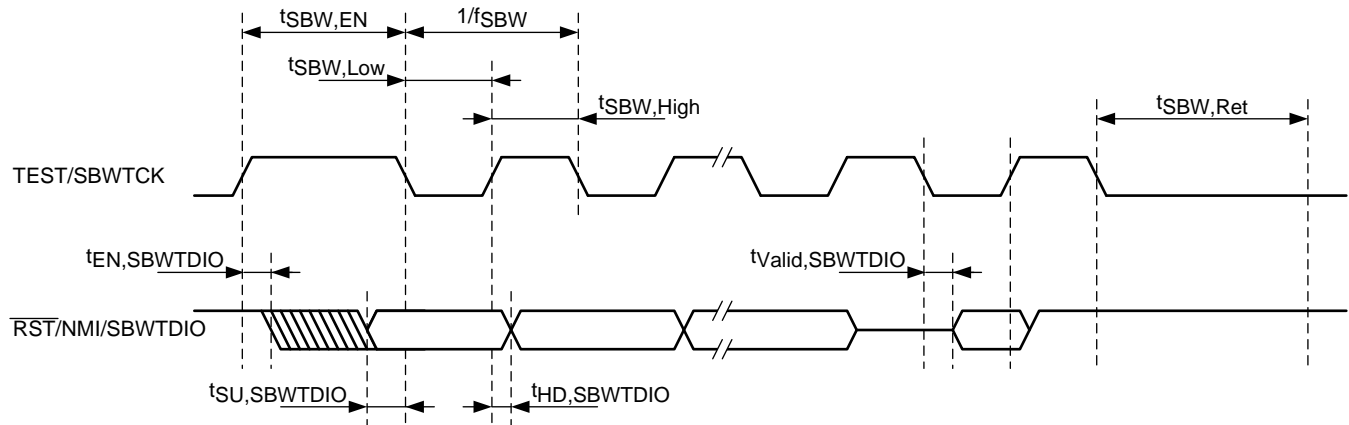 tSBW,EN
1/fSBW
tSBW,Low
tSBW,High
tSBW,Ret
TEST/SBWTCK
tEN,SBWTDIO
tValid,SBWTDIO
RST/NMI/SBWTDIO
tSU,SBWTDIO
tHD,SBWTDIO